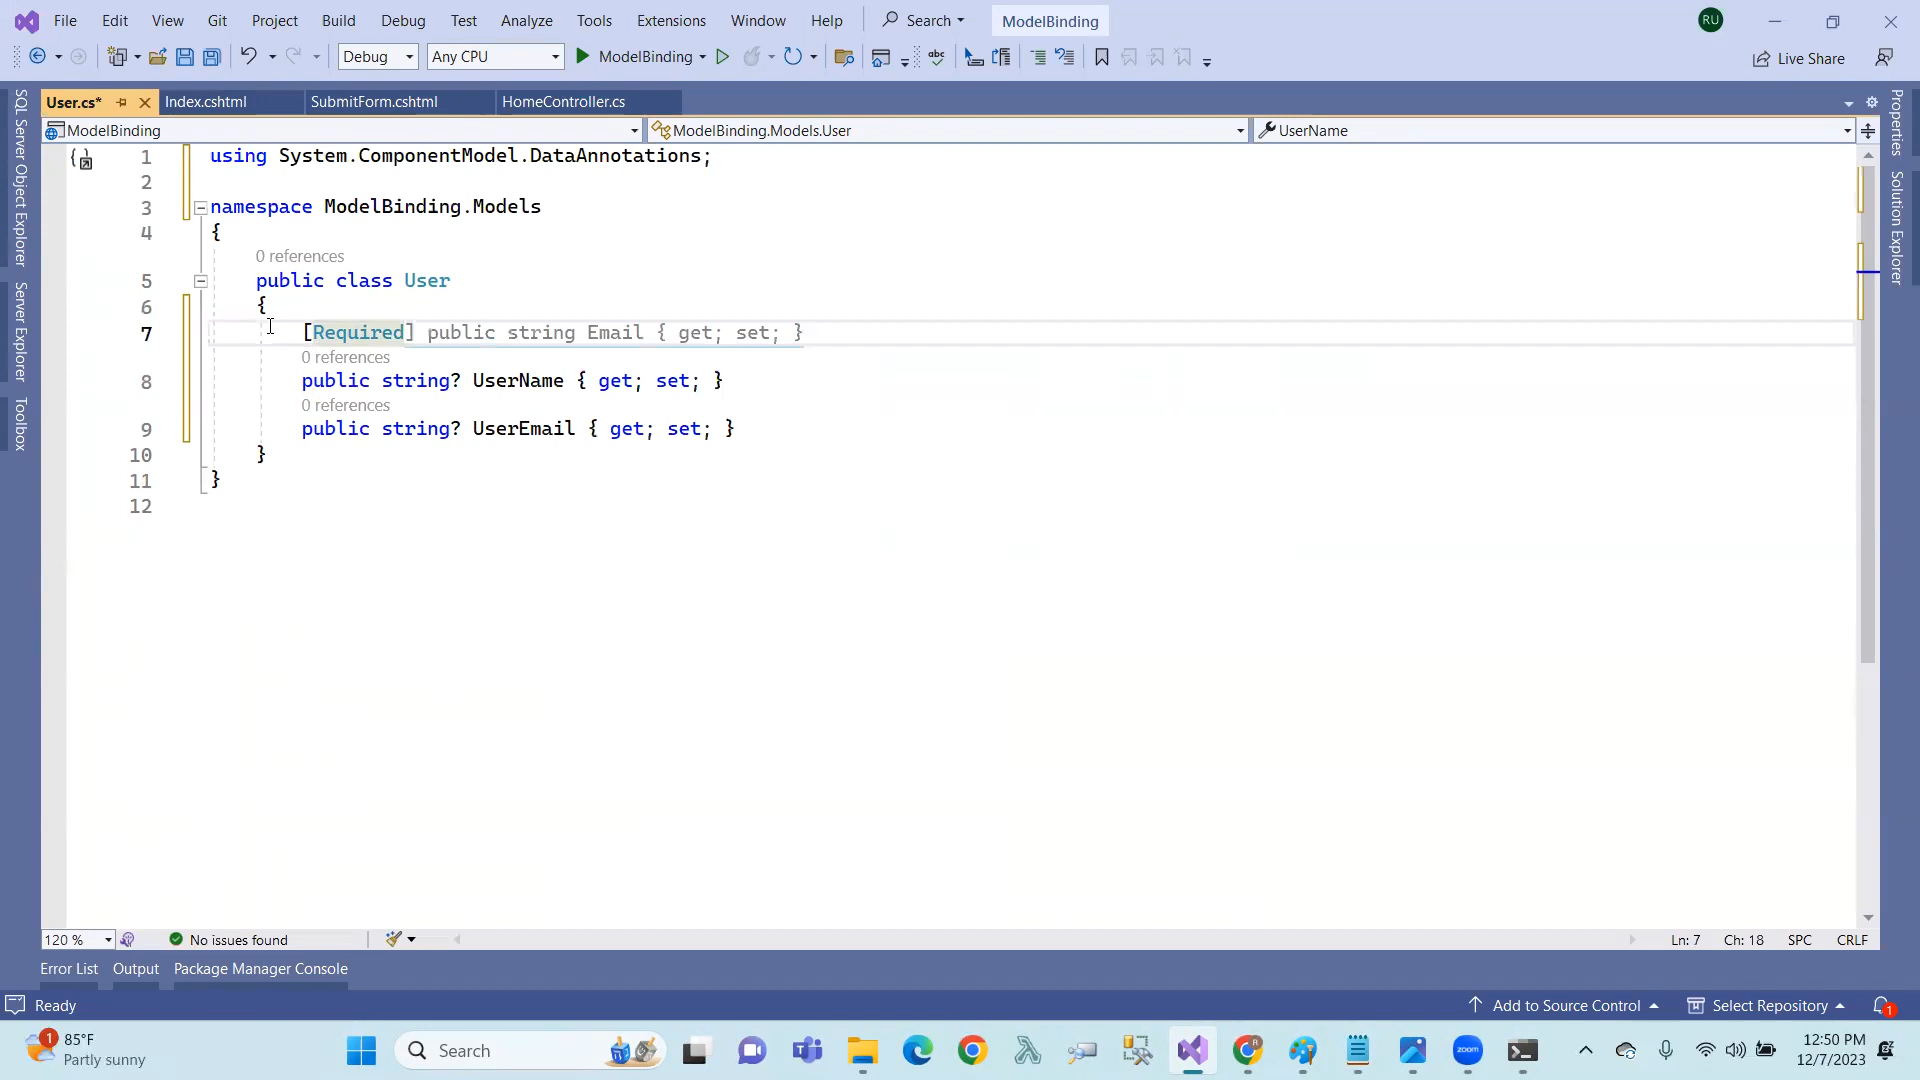 File Edit View Git Project Build Debug Test Analyze Tools Extensions Window Help Search ModelBinding RU
Debug Any CPU ModelBinding abc Live Share
User.cs* Index.cshtml SubmitForm.cshtml HomeController.cs
ModelBinding ModelBinding.Models.User UserName
SQL Server Object Explorer
Server Explorer
Toolbox
Properties
Solution Explorer
1 using System.ComponentModel.DataAnnotations;
2
3 namespace ModelBinding.Models
4 {
0 references
5 public class User
6 {
7 [Required] public string Email { get; set; }
0 references
8 public string? UserName { get; set; }
0 references
9 public string? UserEmail { get; set; }
10 }
11 }
12
120 % No issues found Ln: 7 Ch: 18 SPC CRLF
Error List Output Package Manager Console
Ready Add to Source Control Select Repository 1
1 85°F
Partly sunny
Search
zoom
12:50 PM
12/7/2023